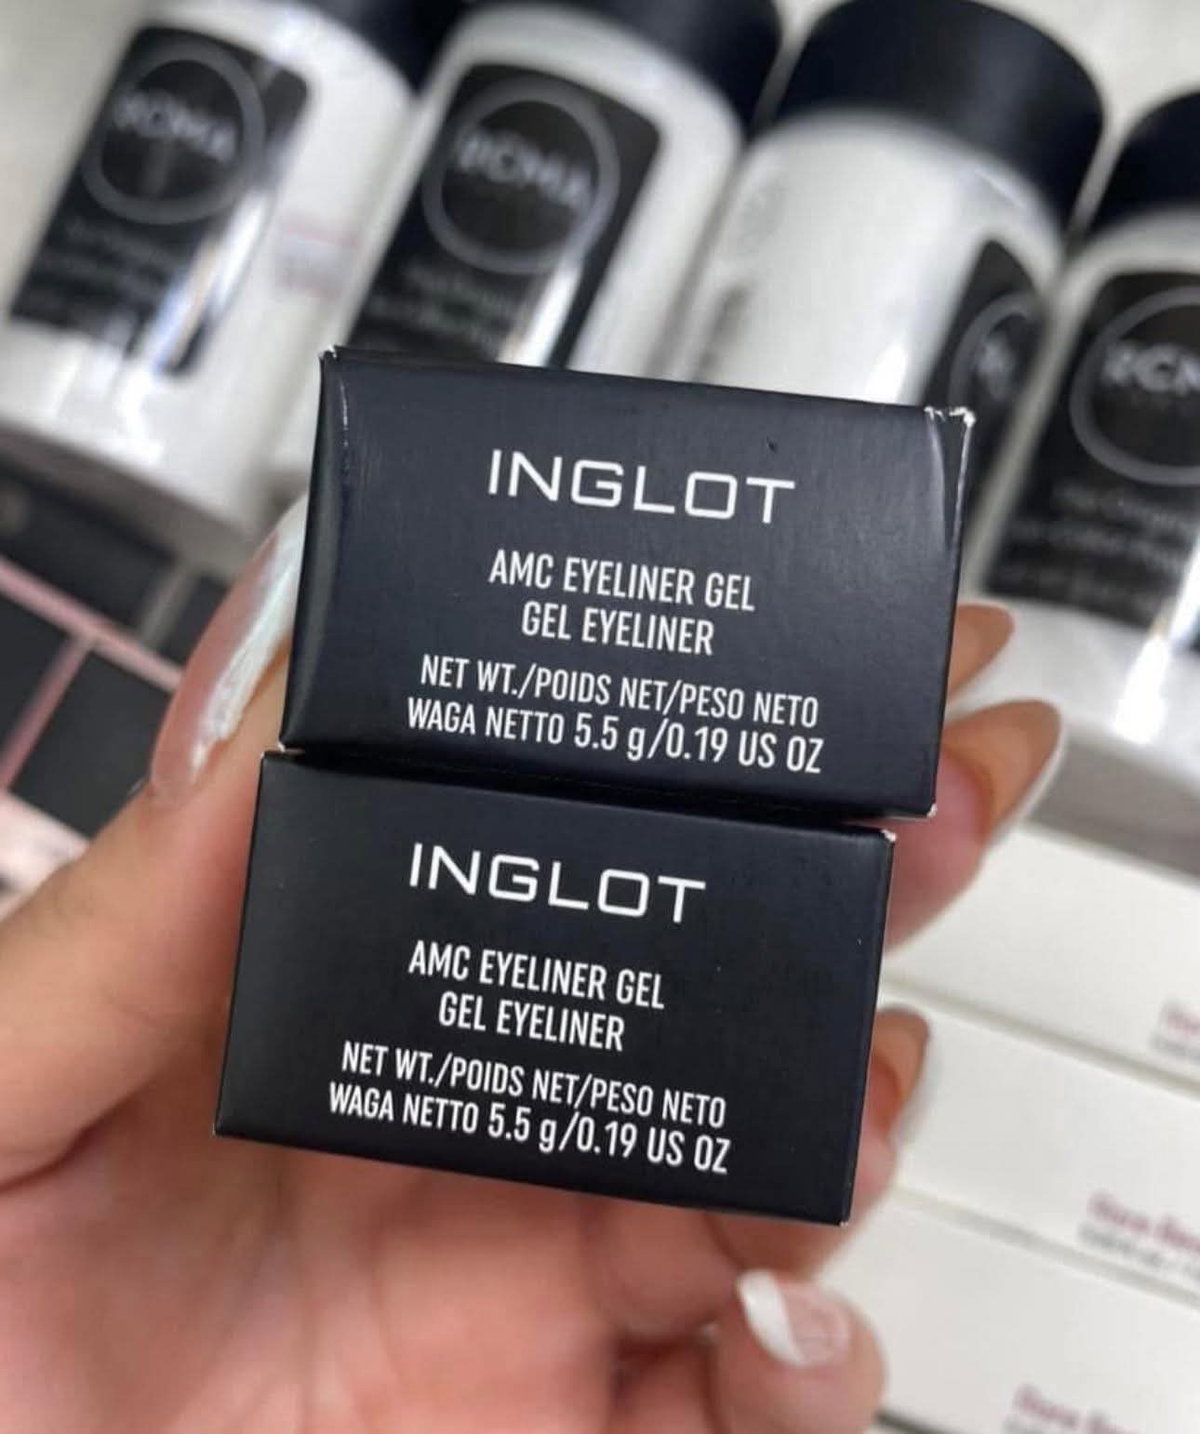 RCMA
RCMA
INGLOT
AMC EYELINER GEL
GEL EYELINER
NET WT./POIDS NET/PESO NETO
WAGA NETTO 5.5 g/0.19 US OZ
INGLOT
AMC EYELINER GEL
GEL EYELINER
NET WT./POIDS NET/PESO NETO
WAGA NETTO 5.5 g/0.19 US OZ